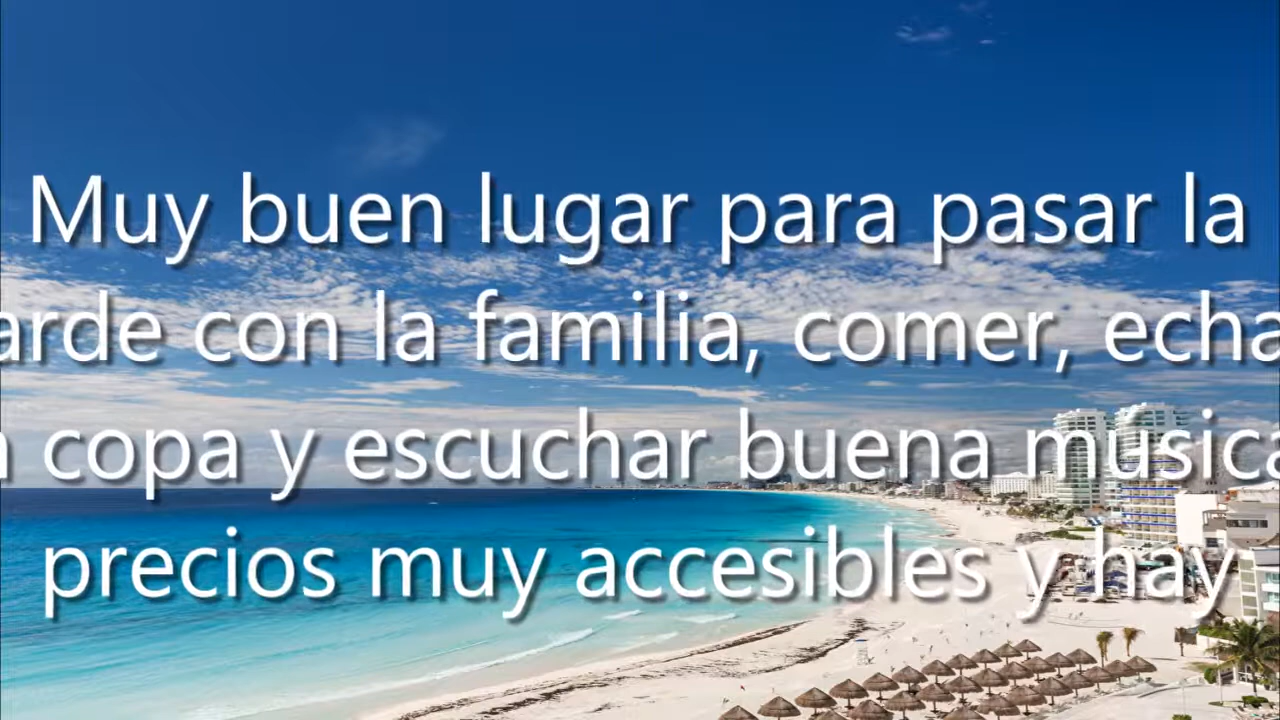 Muy buen lugar para pasar la
arde con la familia, comer, echa
copa y escuchar buena musica
precios muy accesibles y hay